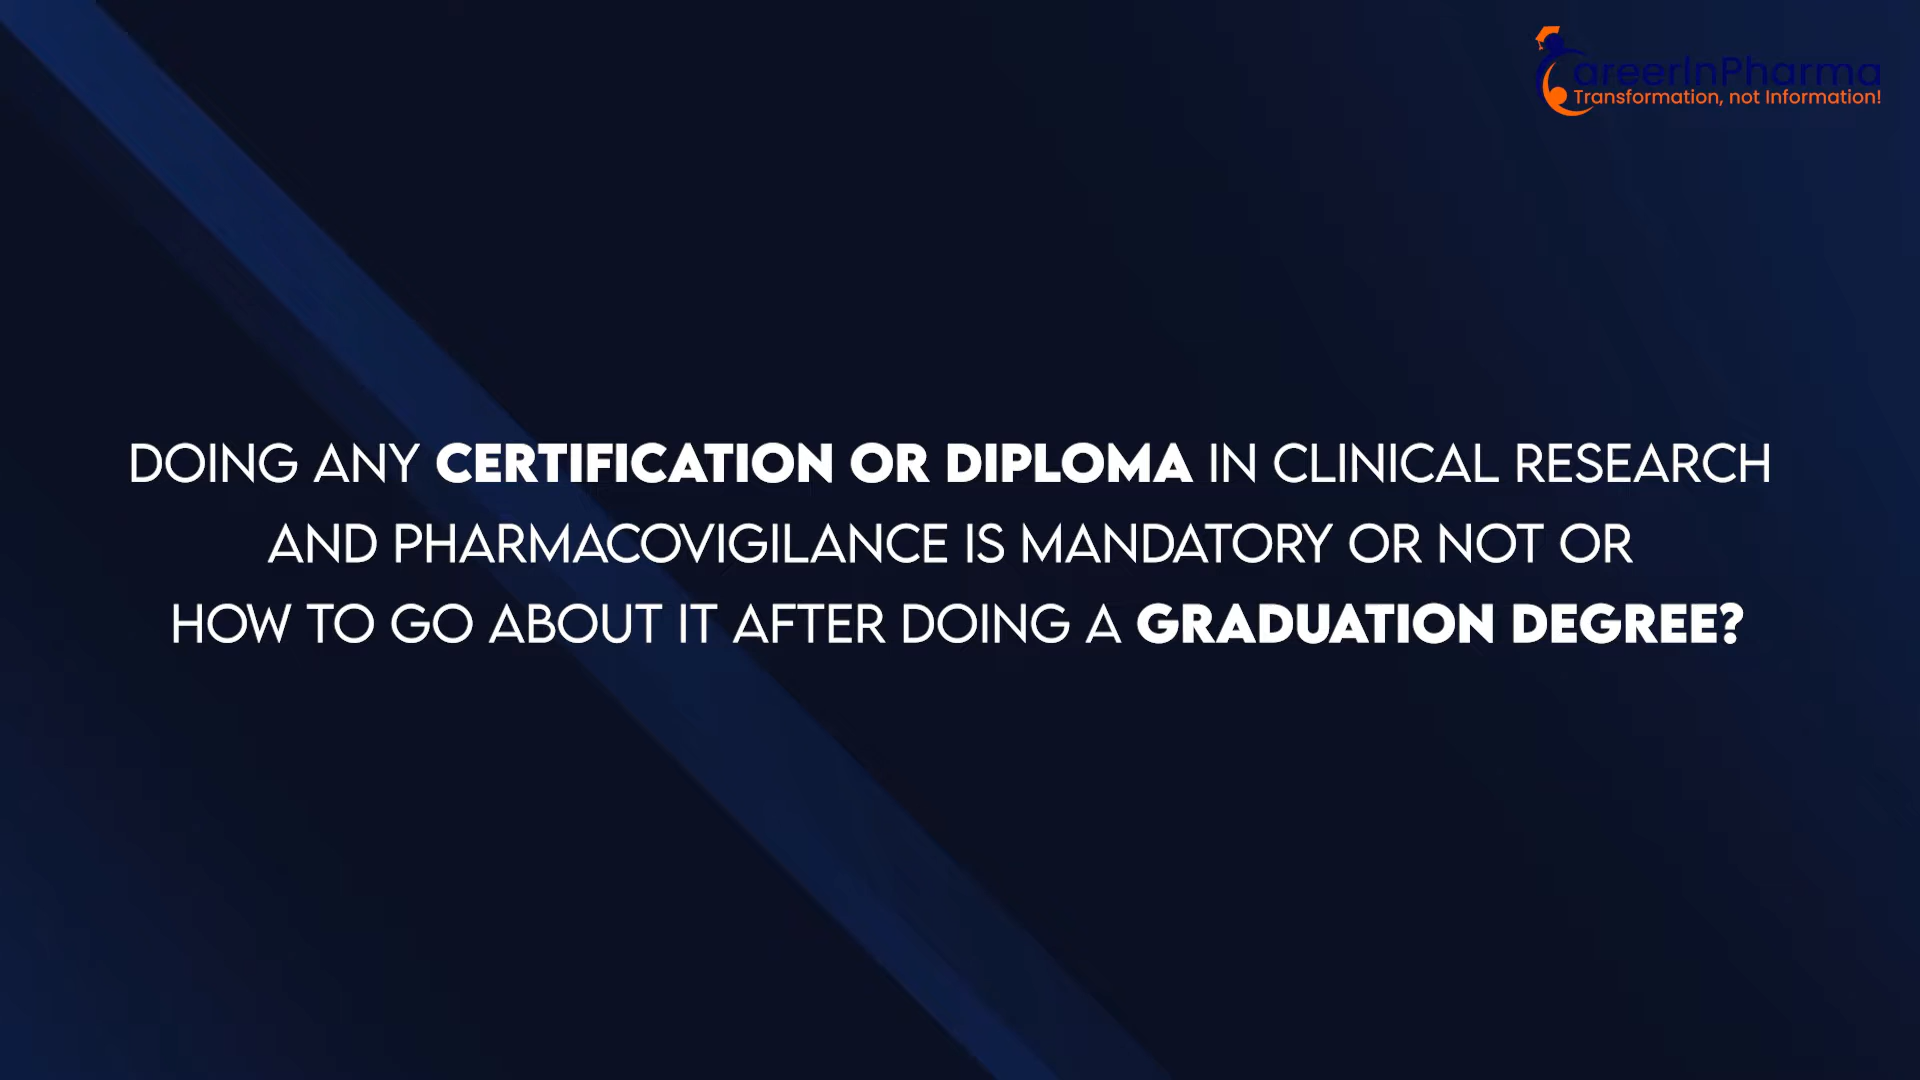 CareerInPharma
Transformation, not Information!
DOING ANY CERTIFICATION OR DIPLOMA IN CLINICAL RESEARCH
AND PHARMACOVIGILANCE IS MANDATORY OR NOT OR
HOW TO GO ABOUT IT AFTER DOING A GRADUATION DEGREE?